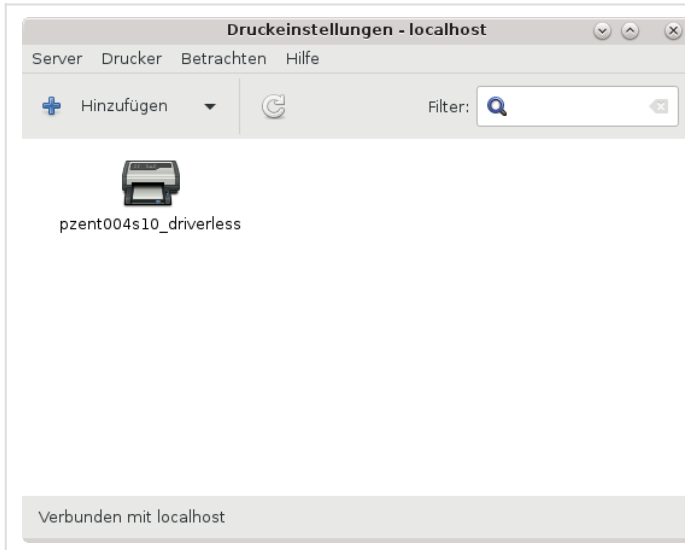 Druckeinstellungen - localhost
Server Drucker Betrachten Hilfe
Hinzufügen Filter:
pzent004s10_driverless
Verbunden mit localhost